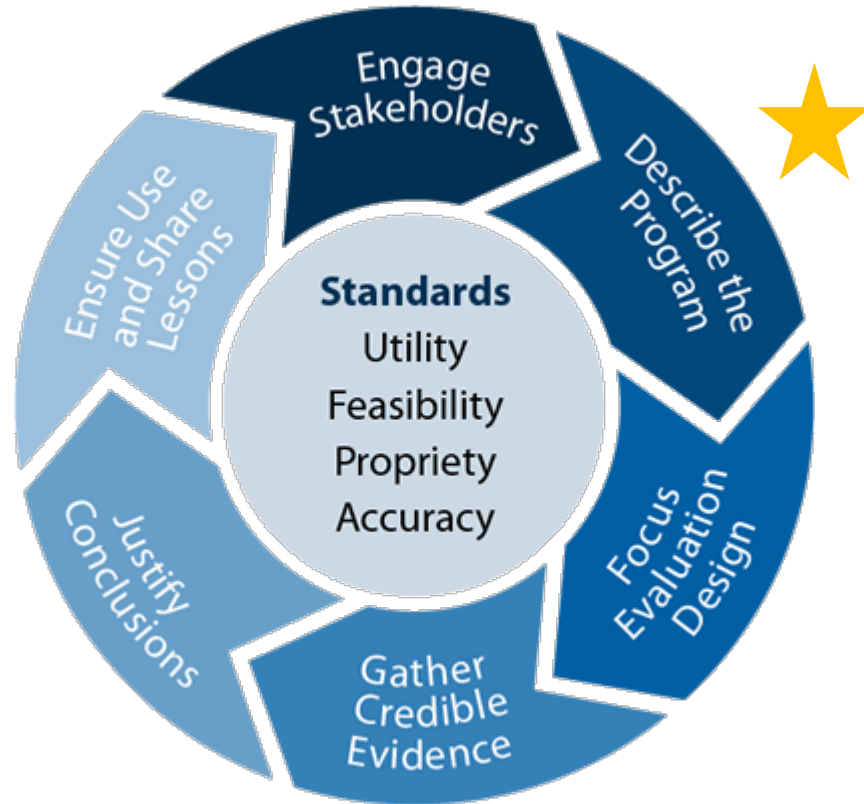 Engage
Stakeholders
Describe the
Program
Focus
Evaluation
Design
Gather
Credible
Evidence
Justify
Conclusions
Ensure Use
and Share
Lessons
Standards
Utility
Feasibility
Propriety
Accuracy